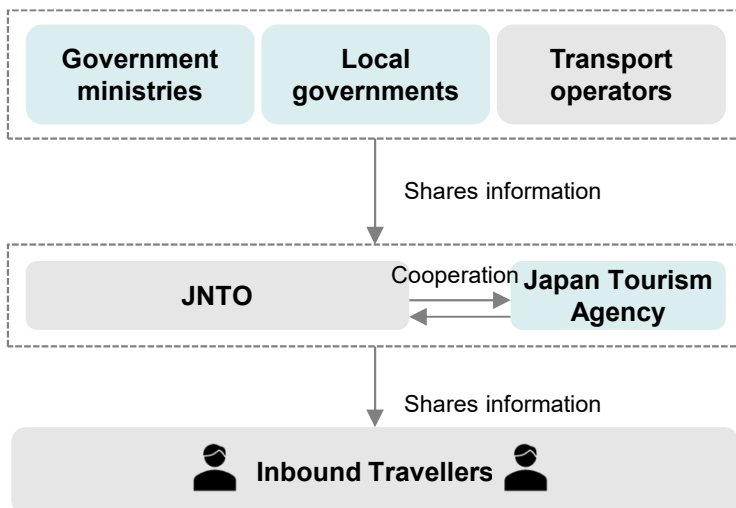 Government
ministries
Local
governments
Transport
operators
Shares information
JNTO
Cooperation
Japan Tourism
Agency
Shares information
Inbound Travellers